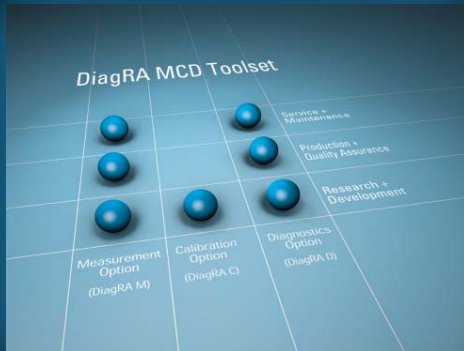 DiagRA MCD Toolset
Service +
Maintenance
Production +
Quality Assurance
Research +
Development
Measurement
Option
(DiagRA M)
Calibration
Option
(DiagRA C)
Diagnostics
Option
(DiagRA D)